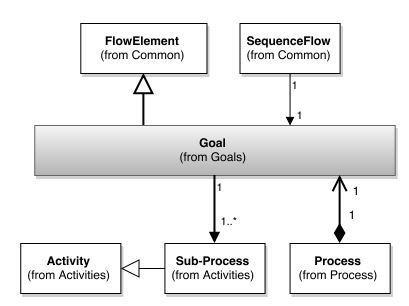 FlowElement
(from Common)
SequenceFlow
(from Common)
1
1
Goal
(from Goals)
1
1
1..*
1
Activity
(from Activities)
Sub-Process
(from Activities)
Process
(from Process)